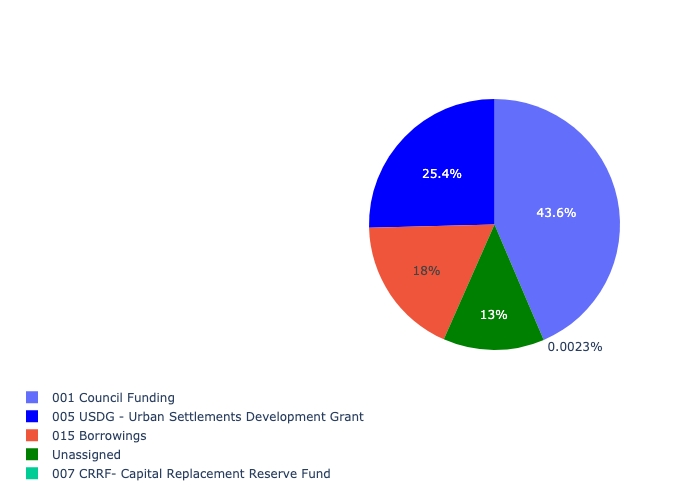 25.4%
43.6%
18%
13%
0.0023%
001 Council Funding
005 USDG - Urban Settlements Development Grant
015 Borrowings
Unassigned
007 CRRF- Capital Replacement Reserve Fund